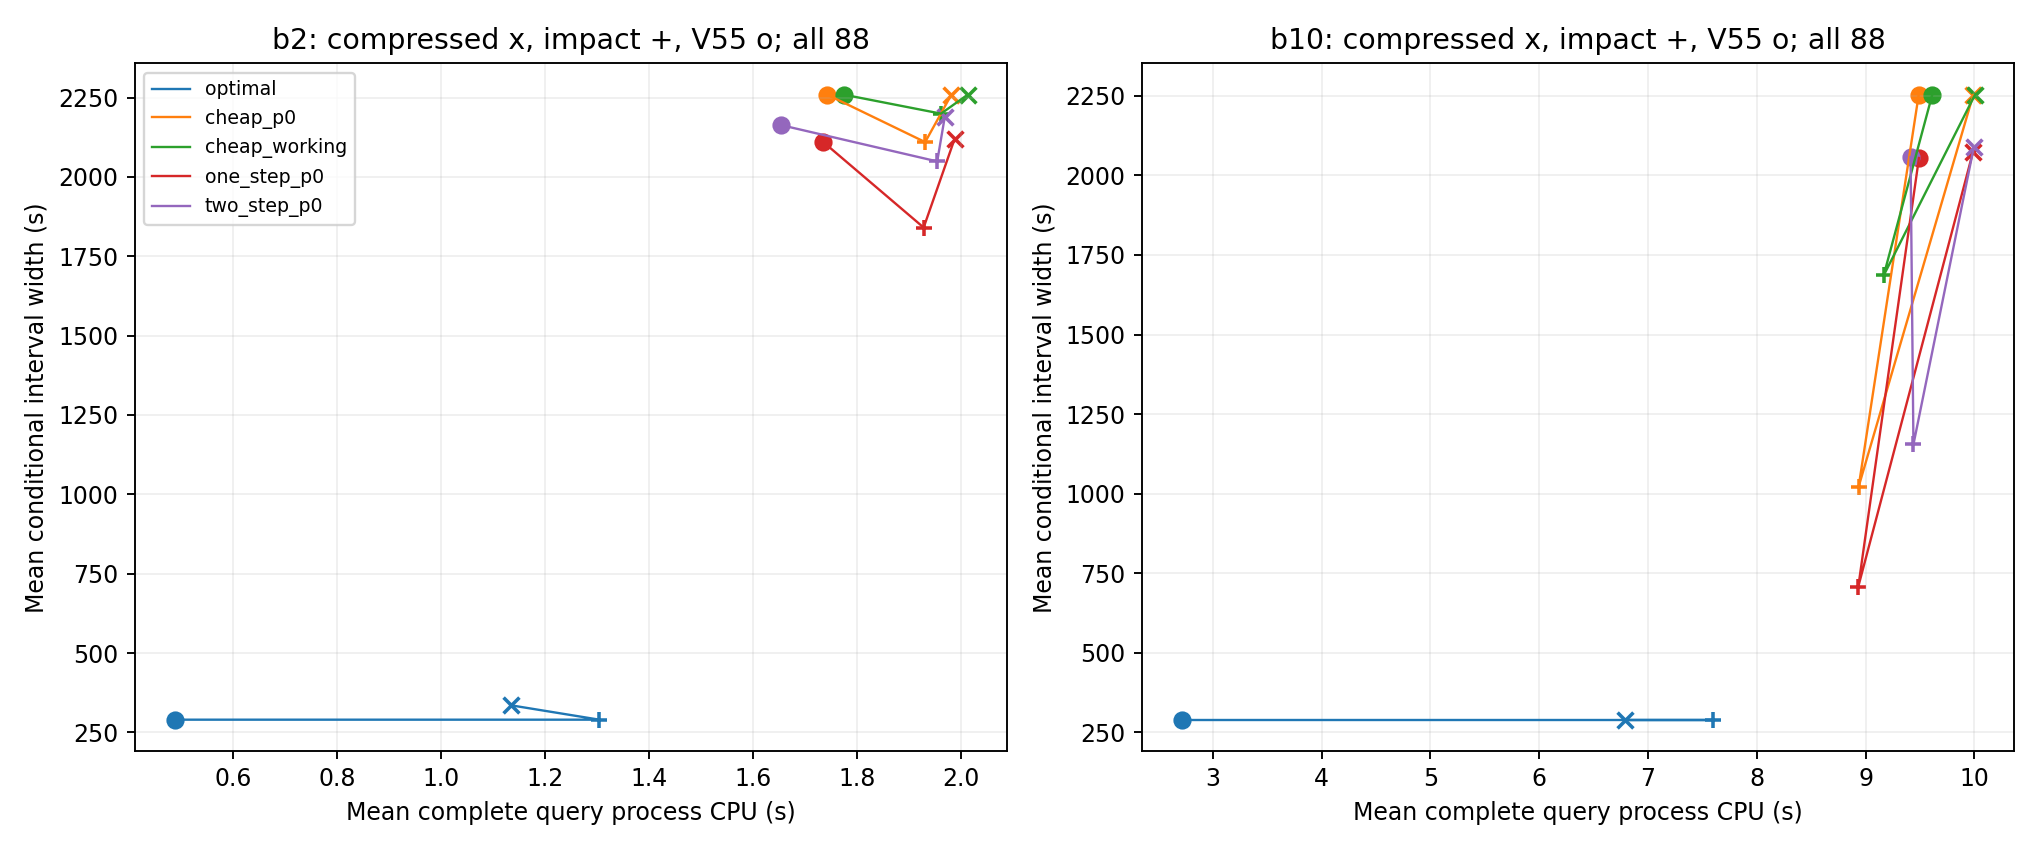 b2: compressed x, impact +, V55 o; all 88
optimal
cheap_p0
cheap_working
one_step_p0
two_step_p0
Mean conditional interval width (s)
2250
2000
1750
1500
1250
1000
750
500
250
0.6 0.8 1.0 1.2 1.4 1.6 1.8 2.0
Mean complete query process CPU (s)
b10: compressed x, impact +, V55 o; all 88
Mean conditional interval width (s)
2250
2000
1750
1500
1250
1000
750
500
250
3 4 5 6 7 8 9 10
Mean complete query process CPU (s)